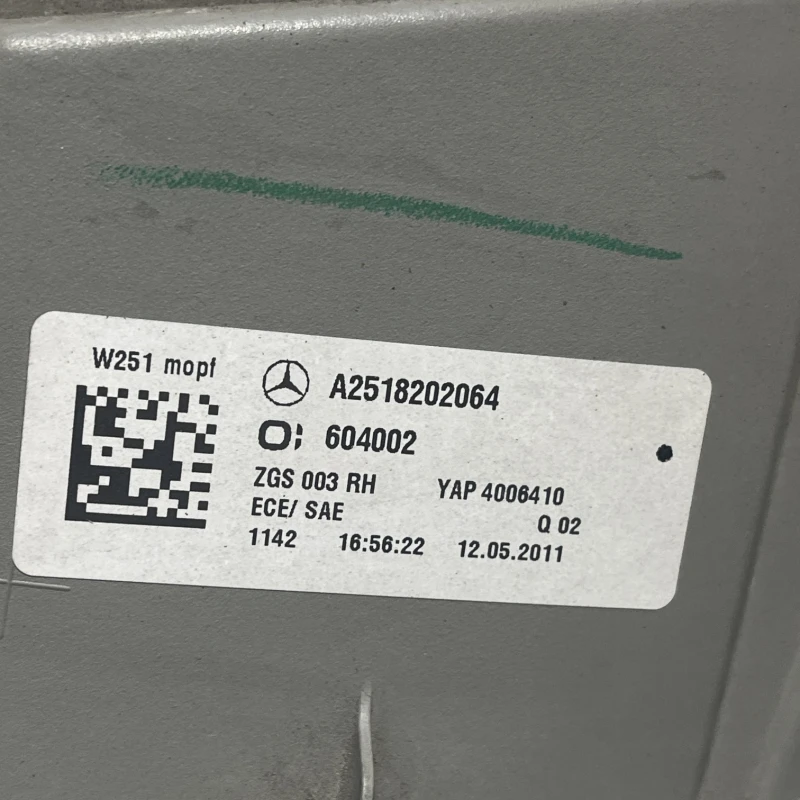 W251 mopf
A2518202064
604002
ZGS 003 RH YAP 4006410
ECE/ SAE Q 02
1142 16:56:22 12.05.2011